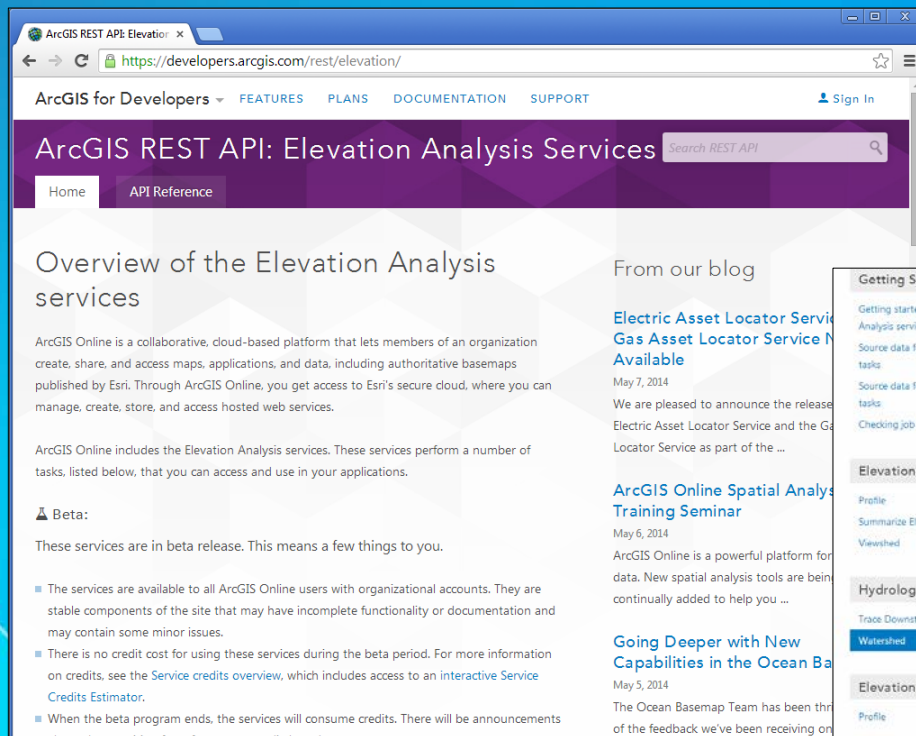 ArcGIS REST API: Elevation
https://developers.arcgis.com/rest/elevation/
ArcGIS for Developers FEATURES PLANS DOCUMENTATION SUPPORT Sign In
ArcGIS REST API: Elevation Analysis Services Search REST API
Home API Reference
Overview of the Elevation Analysis
services
ArcGIS Online is a collaborative, cloud-based platform that lets members of an organization
create, share, and access maps, applications, and data, including authoritative basemaps
published by Esri. Through ArcGIS Online, you get access to Esri's secure cloud, where you can
manage, create, store, and access hosted web services.
ArcGIS Online includes the Elevation Analysis services. These services perform a number of
tasks, listed below, that you can access and use in your applications.
Beta:
These services are in beta release. This means a few things to you.
The services are available to all ArcGIS Online users with organizational accounts. They are
stable components of the site that may have incomplete functionality or documentation and
may contain some minor issues.
There is no credit cost for using these services during the beta period. For more information
on credits, see the Service credits overview, which includes access to an interactive Service
Credits Estimator.
When the beta program ends, the services will consume credits. There will be announcements
From our blog
Electric Asset Locator
Gas Asset Locator Service
Available
May 7, 2014
We are pleased to announce the release
Electric Asset Locator Service and the
Locator Service as part of the ...
ArcGIS Online Spatial
Training Seminar
May 6, 2014
ArcGIS Online is a powerful platform for
data. New spatial analysis tools are
continually added to help you ...
Going Deeper with New
Capabilities in the Ocean
May 5, 2014
The Ocean Basemap Team has been
of the feedback we've been receiving on
Getting
Getting
Analysis
Source data
tasks
Source data
tasks
Checking job
Elevation
Profile
Summarize
Viewshed
Trace
Watershed
Elevation
Profile